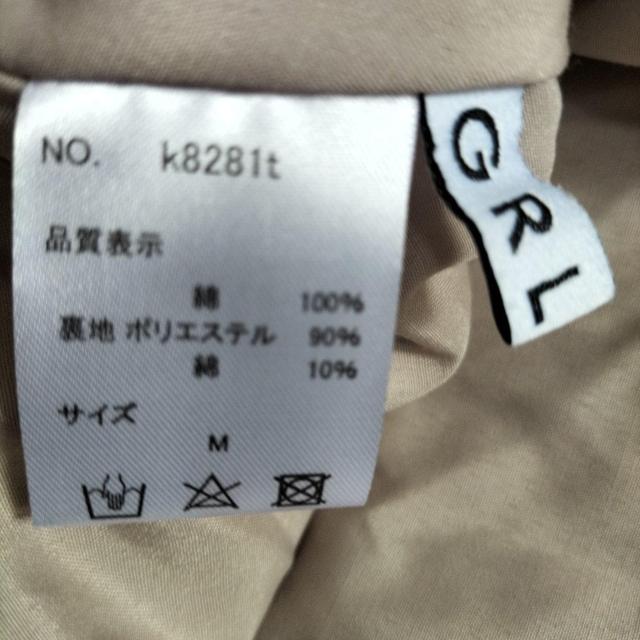 NO. k8281t
品質表示
綿 100%
裏地 ポリエステル 90%
綿 10%
サイズ
M
GRL